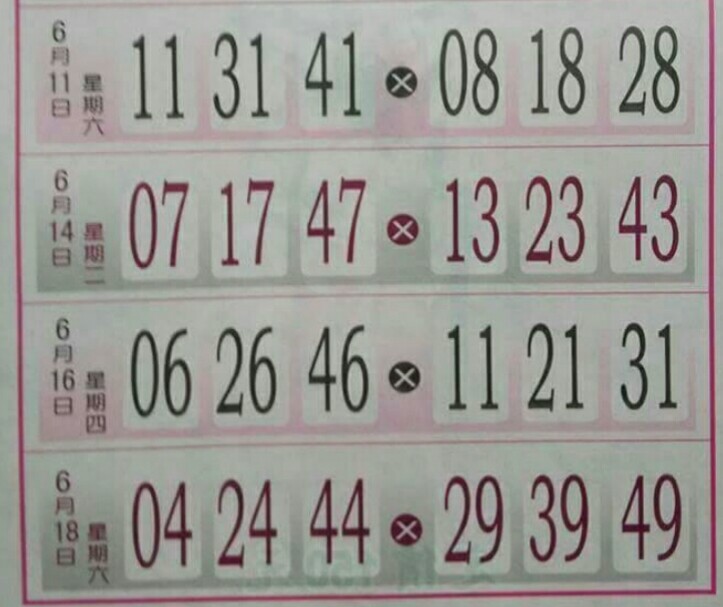 6月11日 星期六 11 31 41 ⊗ 08 18 28
6月14日 星期二 07 17 47 ⊗ 13 23 43
6月16日 星期四 06 26 46 ⊗ 11 21 31
6月18日 星期六 04 24 44 ⊗ 29 39 49